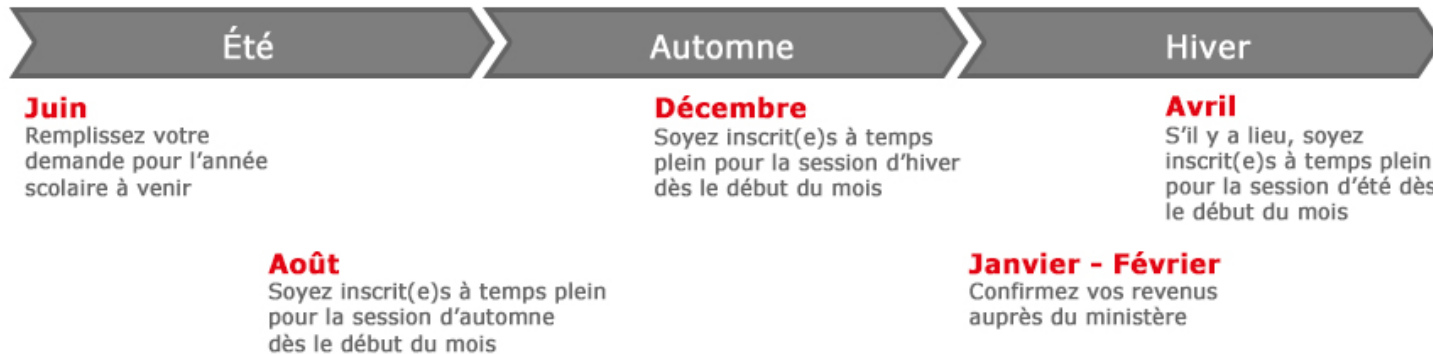 Été
Automne
Hiver
Juin
Remplissez votre
demande pour l'année
scolaire à venir
Août
Soyez inscrit(e)s à temps plein
pour la session d'automne
dès le début du mois
Décembre
Soyez inscrit(e)s à temps
plein pour la session d'hiver
dès le début du mois
Janvier - Février
Confirmez vos revenus
auprès du ministère
Avril
S'il y a lieu, soyez
inscrit(e)s à temps plein
pour la session d'été dès
le début du mois